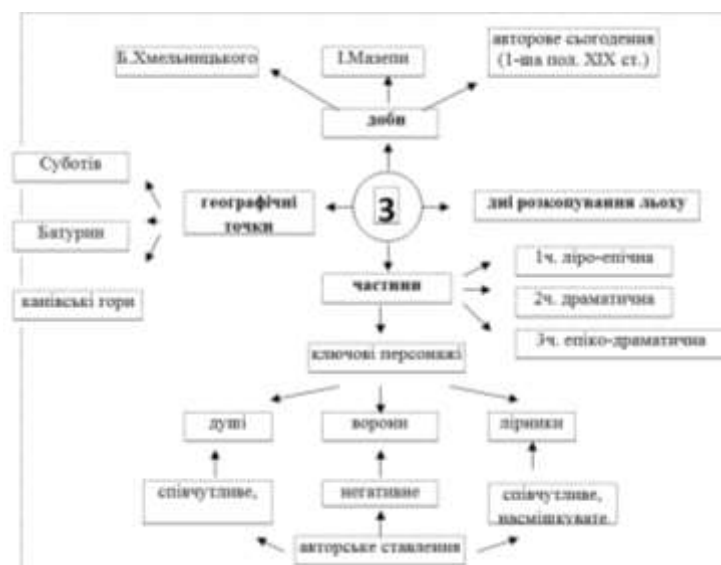 Б.Хмельницького
І.Мазепи
авторове сьогодення
(1-ша пол. ХІХ ст.)
доби
Суботів
Батурин
канівські гори
географічні
точки
3
дні розкопування льоху
частини
1ч. ліро-епічна
2ч. драматична
3ч. епіко-драматична
ключові персонажі
душі
ворони
лірники
співчутливе,
негативне
співчутливе,
насмішкувате
авторське ставлення